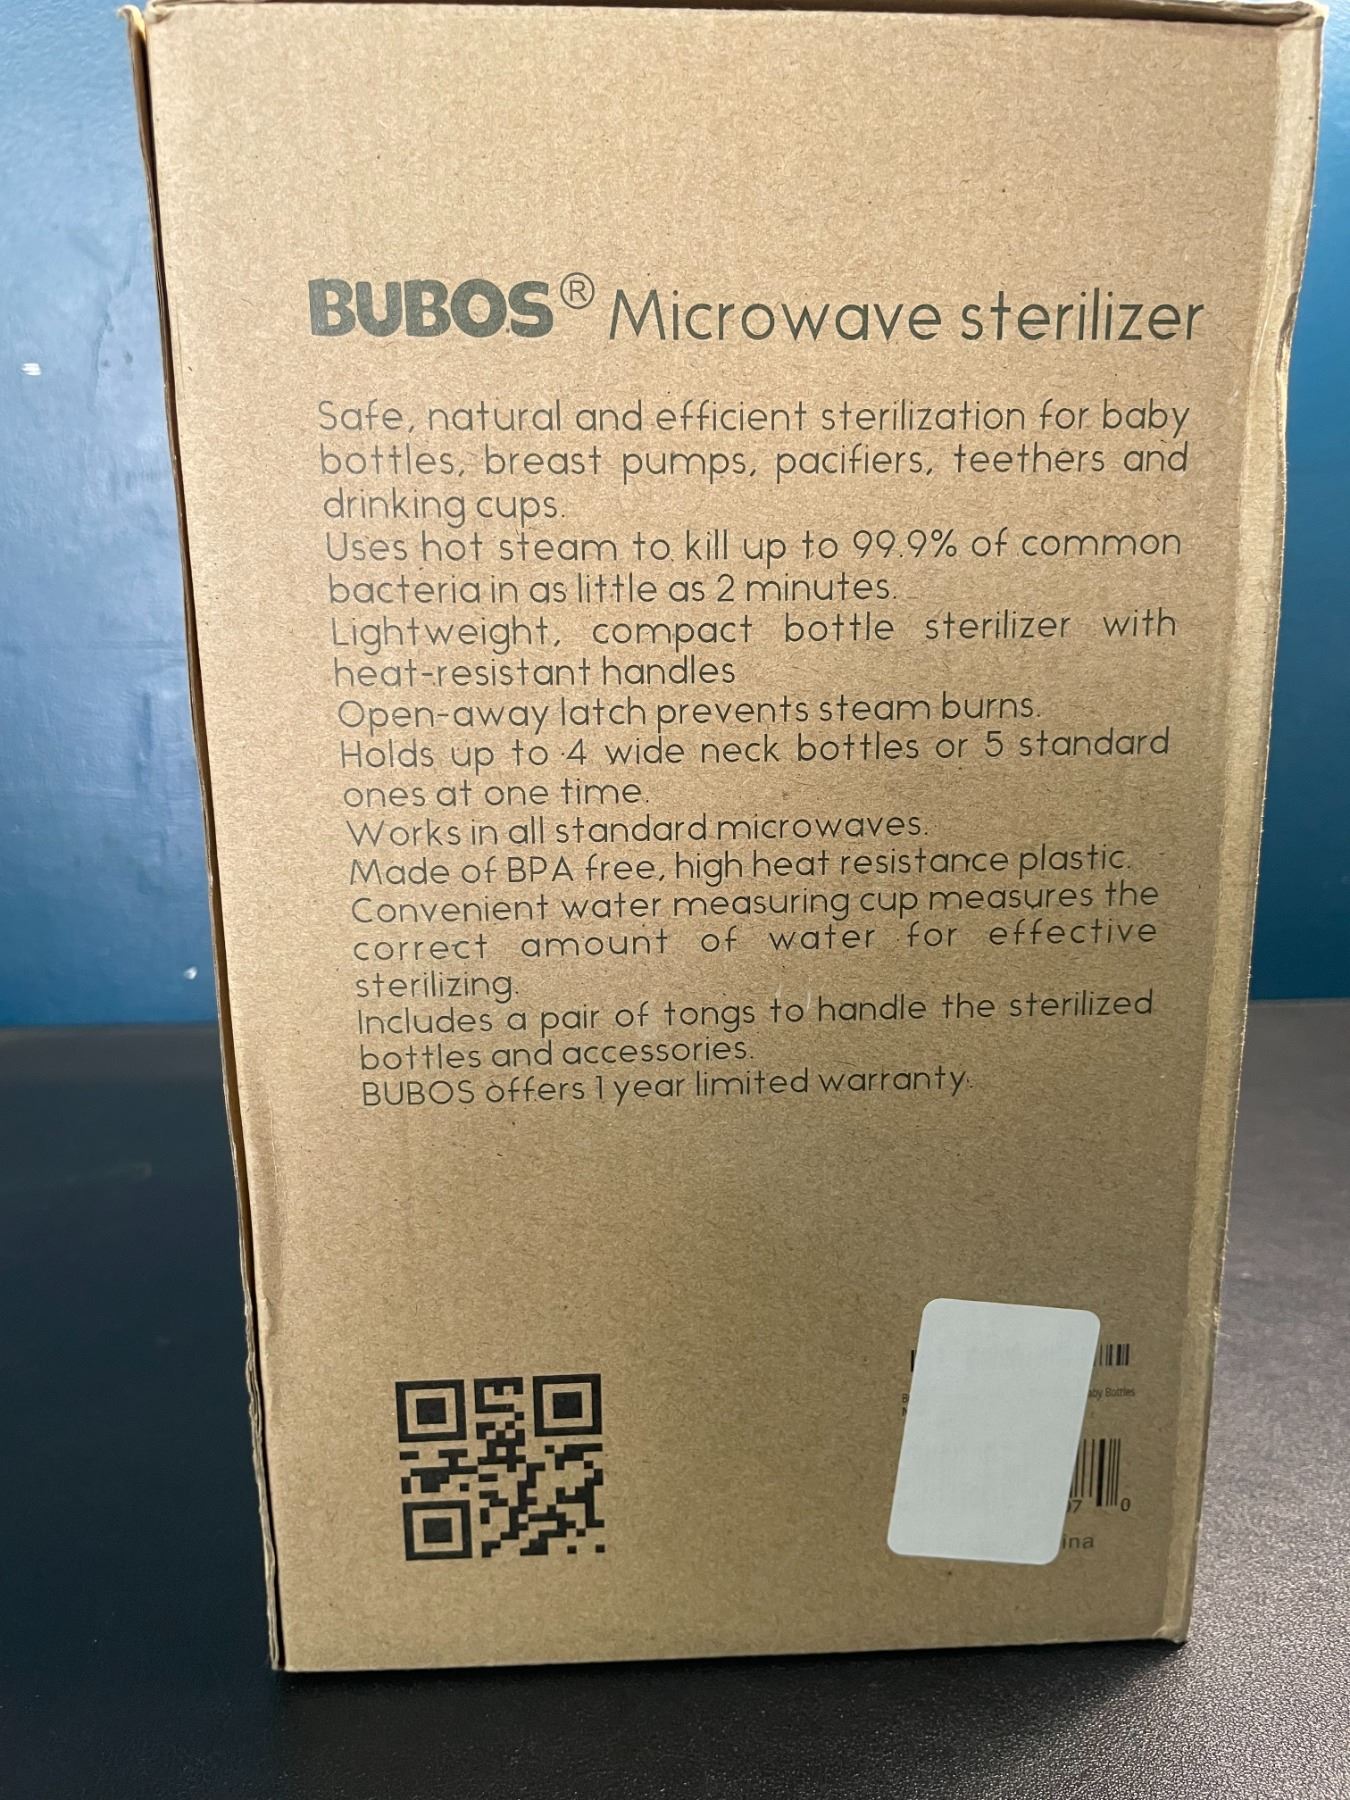 BUBOS® Microwave sterilizer
Safe, natural and efficient sterilization for baby
bottles, breast pumps, pacifiers, teethers and
drinking cups.
Uses hot steam to kill up to 99.9% of common
bacteria in as little as 2 minutes.
Lightweight, compact bottle sterilizer with
heat-resistant handles
Open-away latch prevents steam burns.
Holds up to 4 wide neck bottles or 5 standard
ones at one time.
Works in all standard microwaves.
Made of BPA free, high heat resistance plastic.
Convenient water measuring cup measures the
correct amount of water for effective
sterilizing.
Includes a pair of tongs to handle the sterilized
bottles and accessories.
BUBOS offers 1 year limited warranty.
Bottles
0